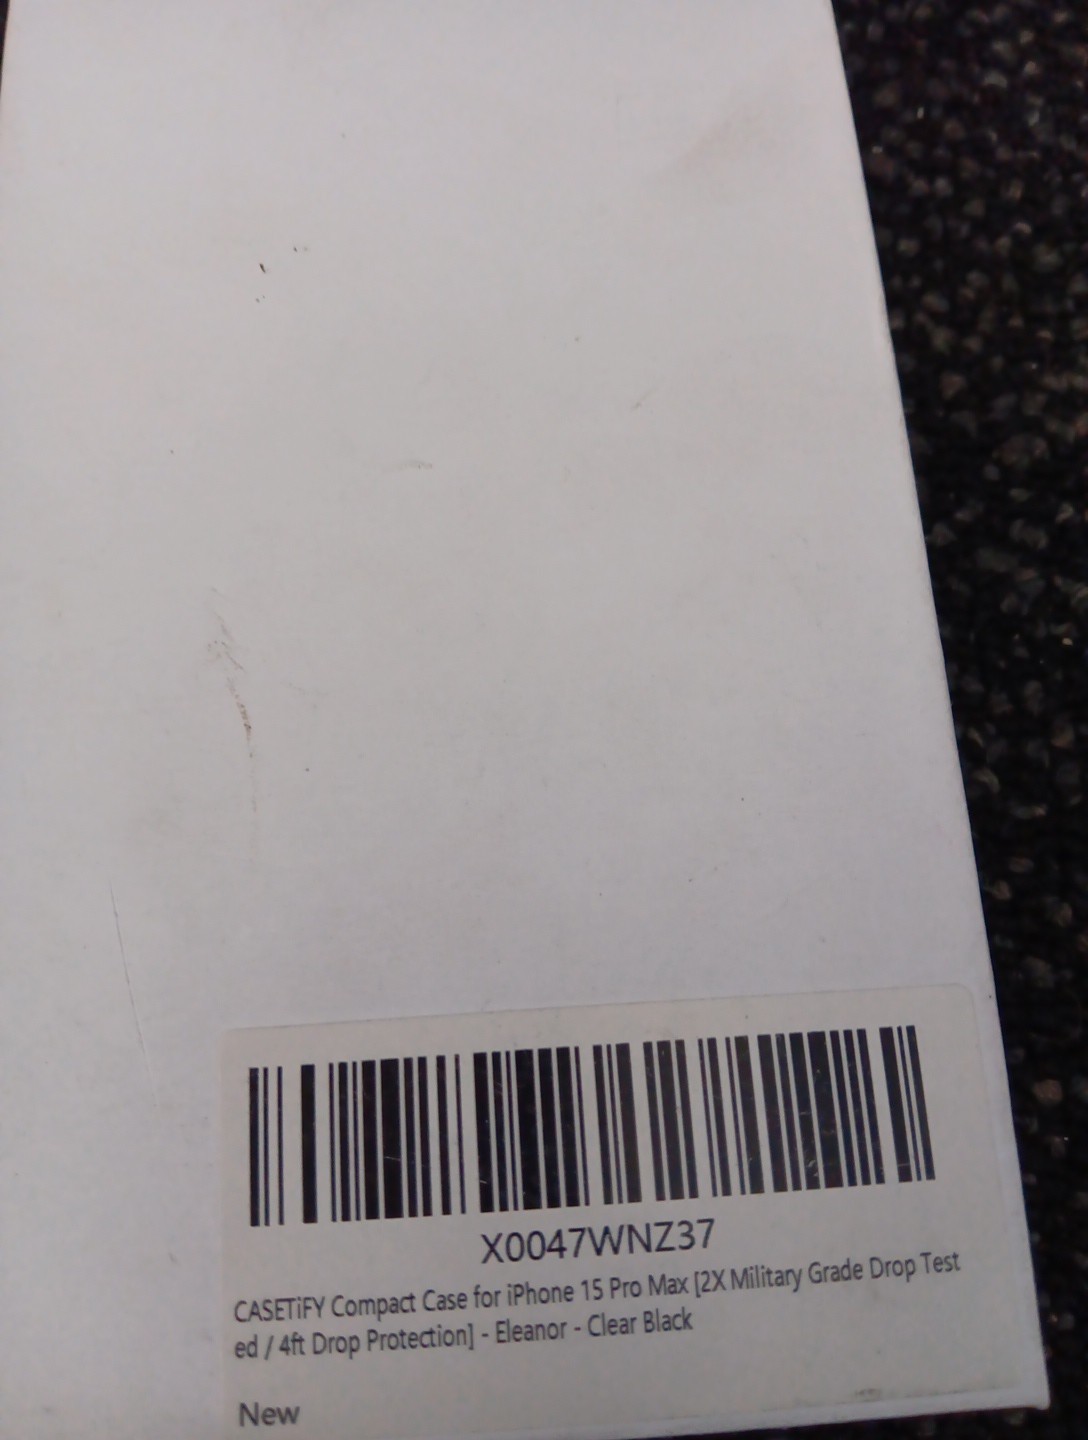 X0047WNZ37
CASETiFY Compact Case for iPhone 15 Pro Max [2X Military Grade Drop Test
ed / 4ft Drop Protection] - Eleanor - Clear Black
New